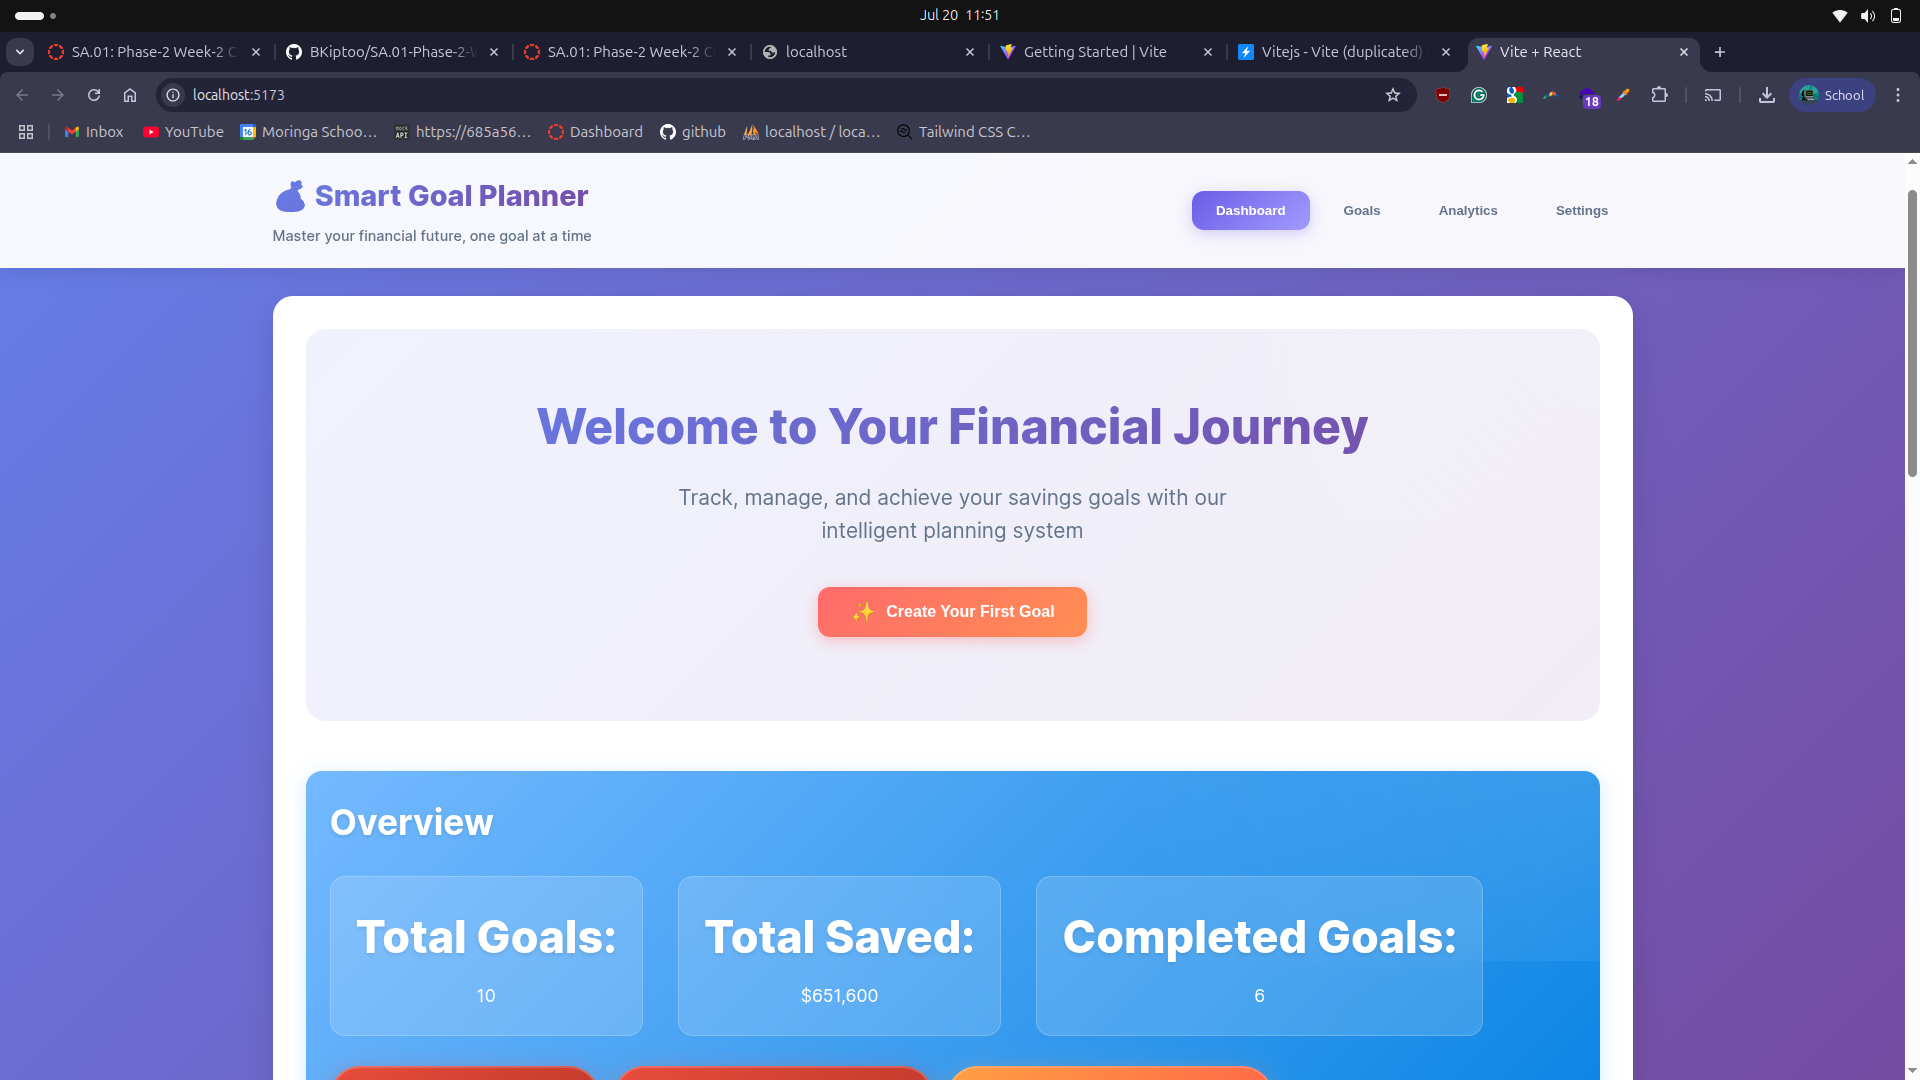 Jul 20 11:51
SA.01: Phase-2 Week-2 C
BKiptoo/SA.01-Phase-2-W
SA.01: Phase-2 Week-2 C
localhost
Getting Started | Vite
Vitejs - Vite (duplicated)
Vite + React
localhost:5173
18
School
Inbox
YouTube
16
Moringa Schoo...
MOCK
API
https://685a56...
Dashboard
github
localhost / loca...
Tailwind CSS C...
Smart Goal Planner
Master your financial future, one goal at a time
Dashboard
Goals
Analytics
Settings
Welcome to Your Financial Journey
Track, manage, and achieve your savings goals with our
intelligent planning system
✨ Create Your First Goal
Overview
Total Goals:
10
Total Saved:
$651,600
Completed Goals:
6